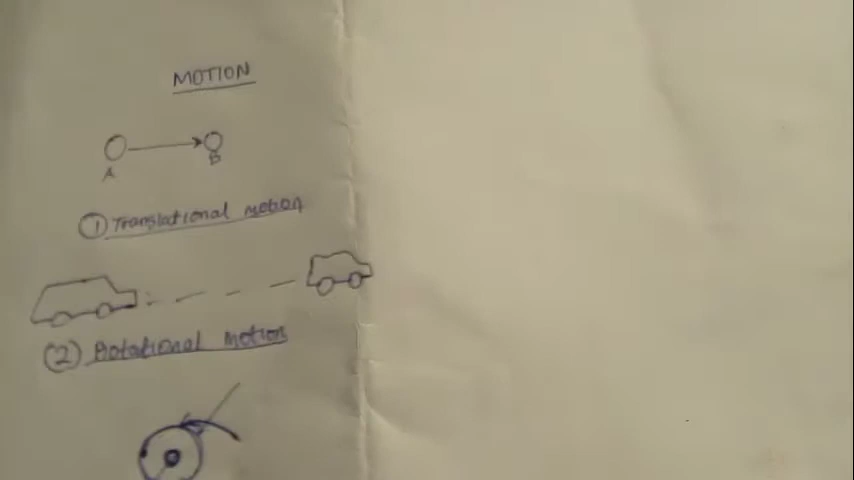 MOTION
A
B
① Translational motion
② Rotational motion